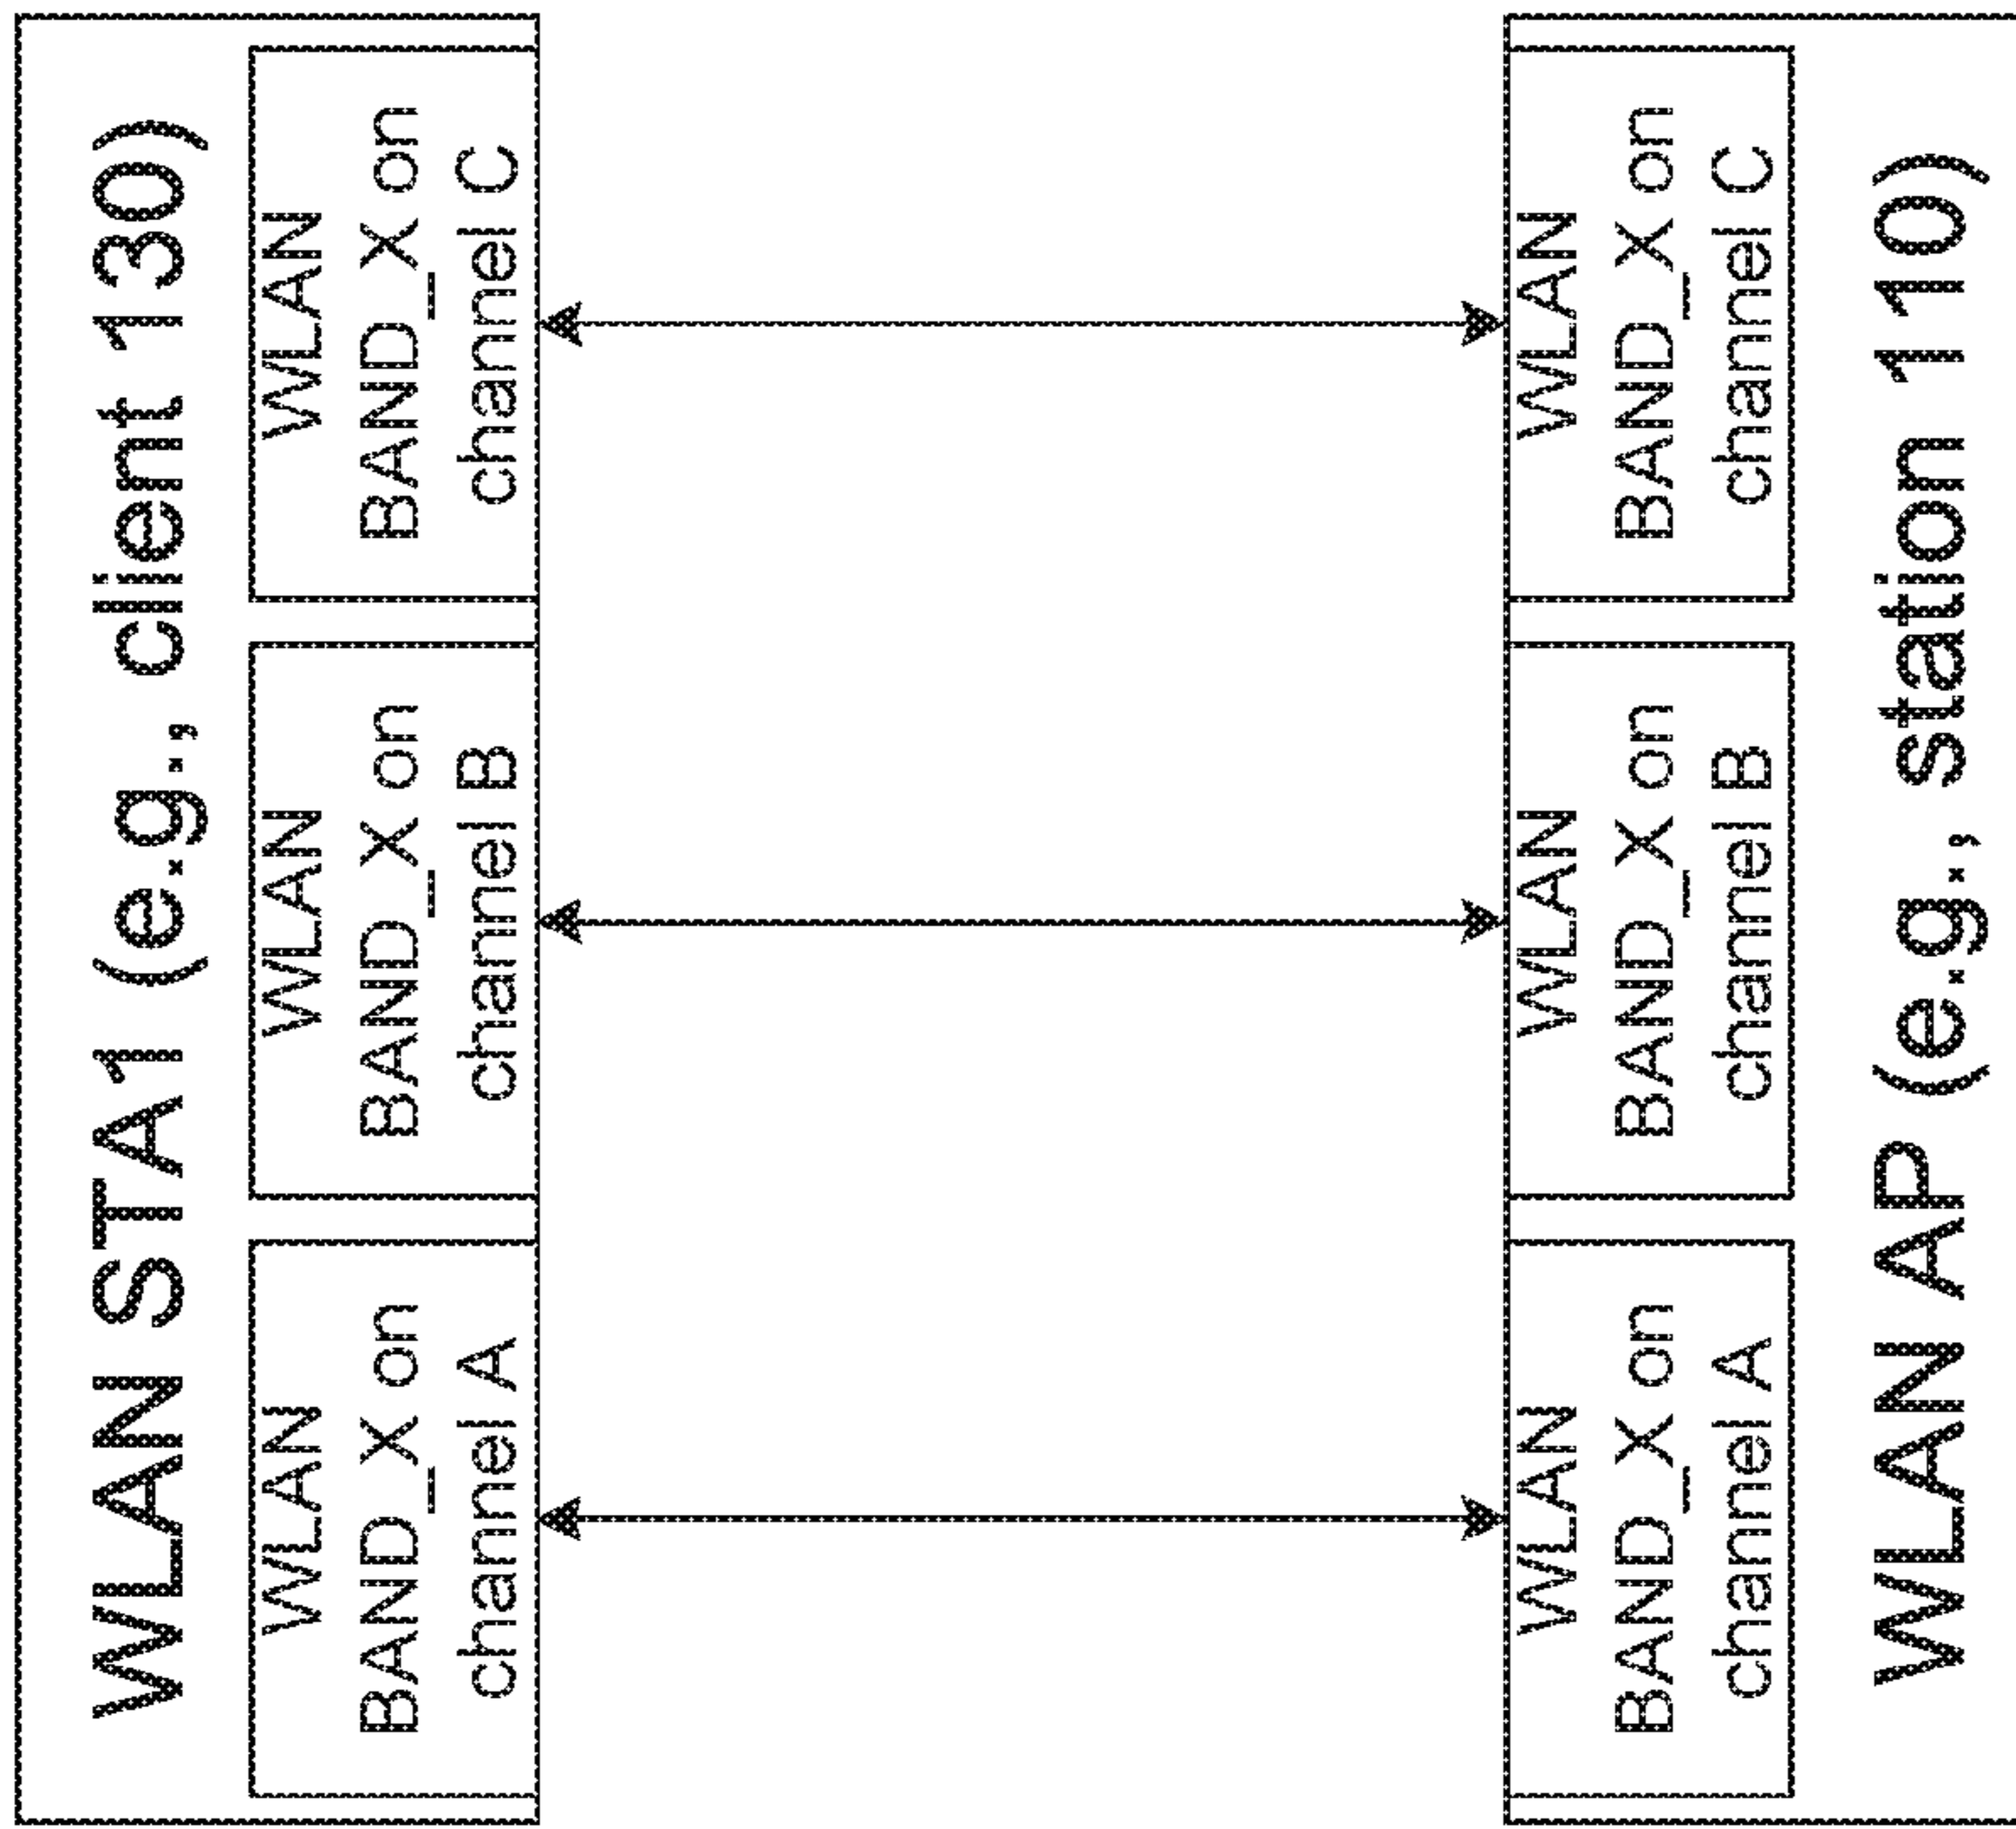 WLAN STA1 (e.g., client 130)
WLAN
BAND_X on
channel A
WLAN
BAND_X on
channel B
WLAN
BAND_X on
channel C
WLAN
BAND_X on
channel A
WLAN
BAND_X on
channel B
WLAN
BAND_X on
channel C
WLAN AP (e.g., station 110)